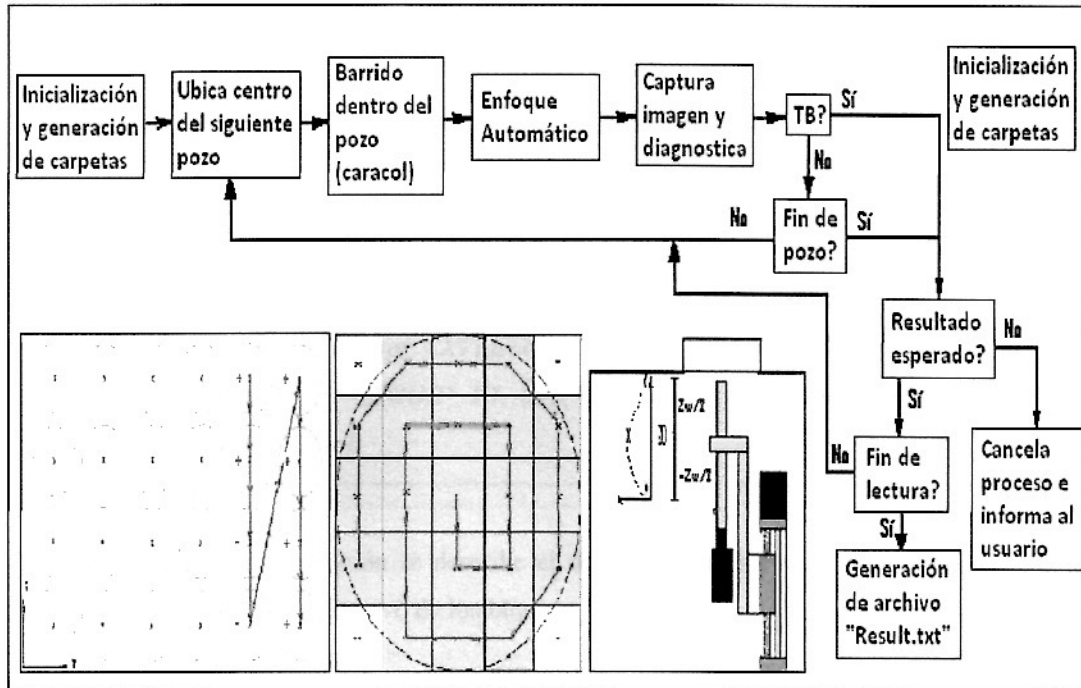 Inicialización
y generación
de carpetas
Ubica centro
del siguiente
pozo
Barrido
dentro del
pozo
(caracol)
Enfoque
Automático
Captura
imagen y
diagnostica
TB?
Sí
Inicialización
y generación
de carpetas
No
Fin de
pozo?
No
Sí
Resultado
esperado?
No
Sí
Cancela
proceso e
informa al
usuario
Fin de
lectura?
No
Sí
Generación
de archivo
"Result.txt"
Zw/2
-Zw/2